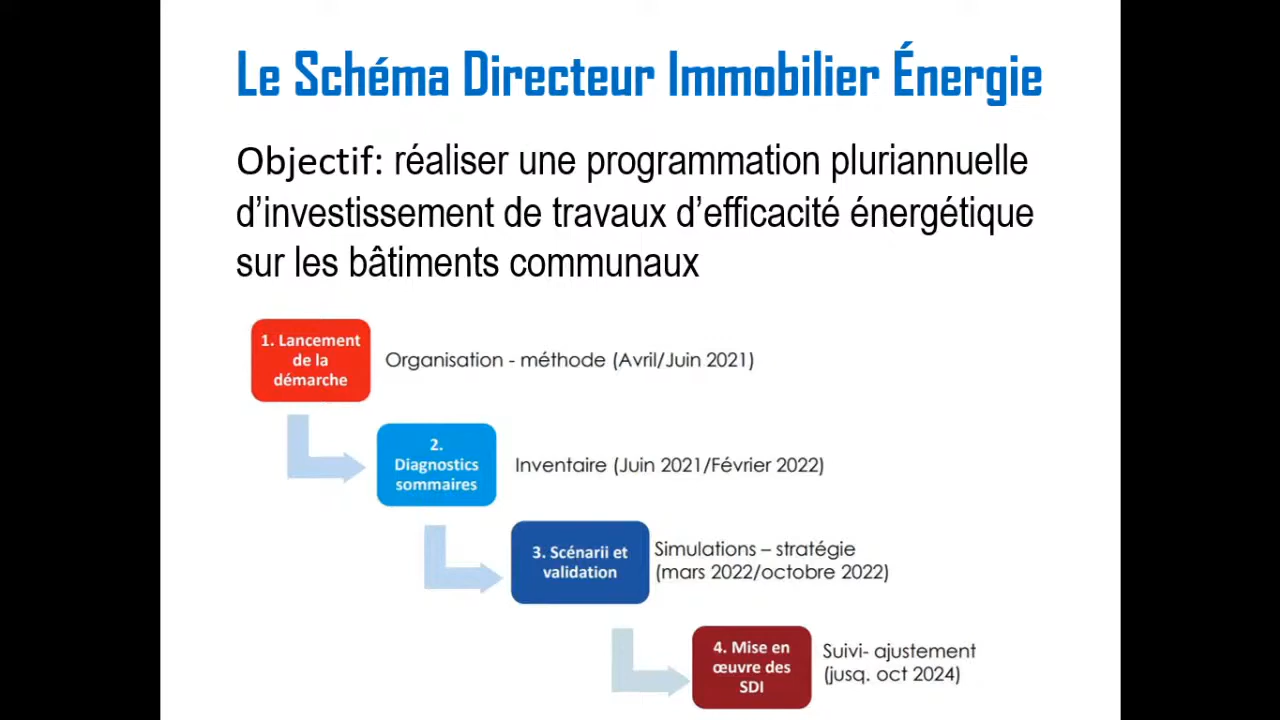 Le Schéma Directeur Immobilier Énergie
Objectif: réaliser une programmation pluriannuelle
d’investissement de travaux d’efficacité énergétique
sur les bâtiments communaux
1. Lancement
de la
démarche
Organisation - méthode (Avril/Juin 2021)
2.
Diagnostics
sommaires
Inventaire (Juin 2021/Février 2022)
3. Scénarii et
validation
Simulations – stratégie
(mars 2022/octobre 2022)
4. Mise en
œuvre des
SDI
Suivi- ajustement
(jusq. oct 2024)